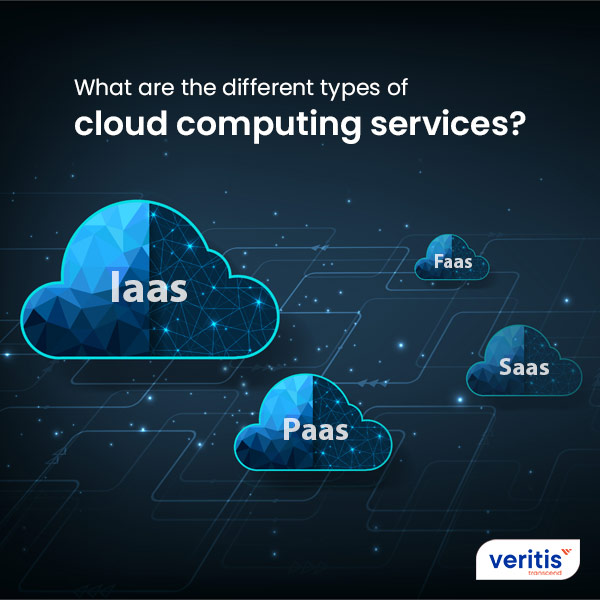 What are the different types of
cloud computing services?
Iaas
Faas
Saas
Paas
veritis
transcend